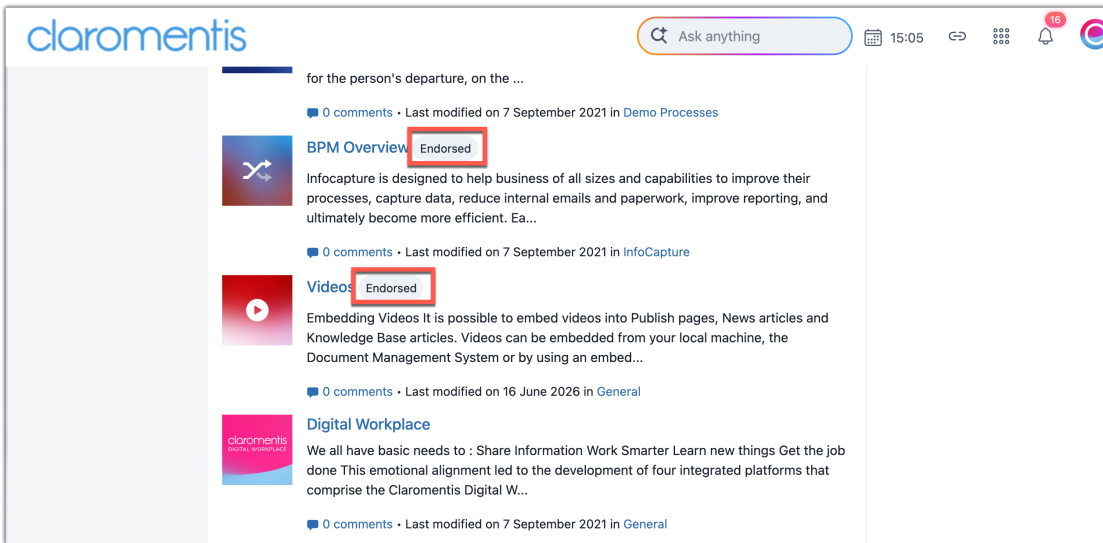 claromentis
Ask anything
15:05
16
for the person's departure, on the ...
0 comments • Last modified on 7 September 2021 in Demo Processes
BPM Overview Endorsed
Infocapture is designed to help business of all sizes and capabilities to improve their
processes, capture data, reduce internal emails and paperwork, improve reporting, and
ultimately become more efficient. Ea...
0 comments • Last modified on 7 September 2021 in InfoCapture
Videos Endorsed
Embedding Videos It is possible to embed videos into Publish pages, News articles and
Knowledge Base articles. Videos can be embedded from your local machine, the
Document Management System or by using an embed...
0 comments • Last modified on 16 June 2026 in General
claromentis
DIGITAL WORKPLACE
Digital Workplace
We all have basic needs to : Share Information Work Smarter Learn new things Get the job
done This emotional alignment led to the development of four integrated platforms that
comprise the Claromentis Digital W...
0 comments • Last modified on 7 September 2021 in General